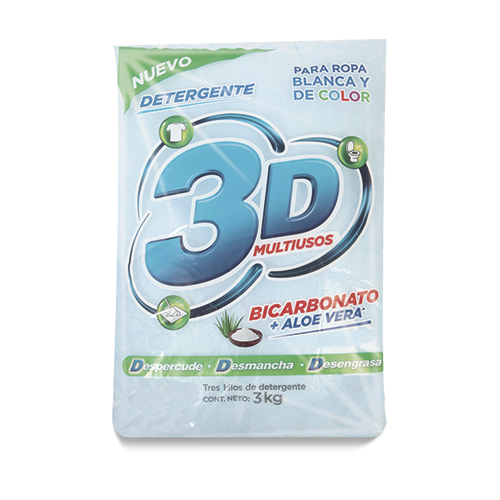 NUEVO
DETERGENTE
PARA ROPA
BLANCA Y
DE COLOR
3D
MULTIUSOS
BICARBONATO
+ ALOE VERA*
Despercude · Desmancha · Desengrasa
Tres kilos de detergente
CONT. NETO: 3kg